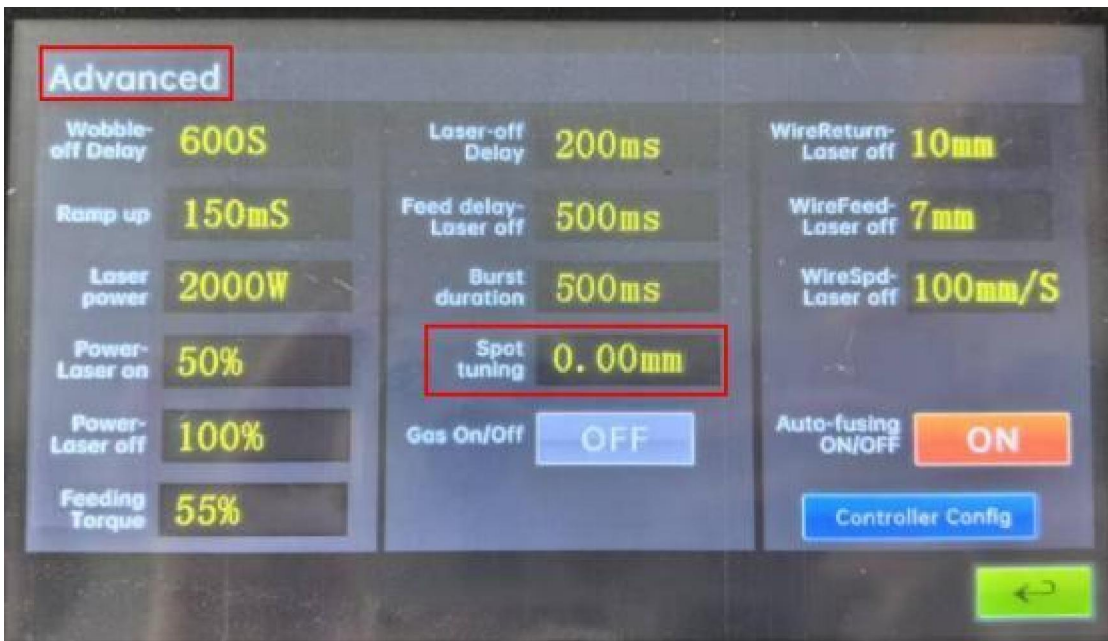 Advanced
Wobble-
off Delay
600S
Ramp up
150mS
Laser
power
2000W
Power-
Laser on
50%
Power-
Laser off
100%
Feeding
Torque
55%
Laser-off
Delay
200ms
Feed delay-
Laser off
500ms
Burst
duration
500ms
Spot
tuning
0.00mm
Gas On/Off
OFF
WireReturn-
Laser off
10mm
WireFeed-
Laser off
7mm
WireSpd-
Laser off
100mm/S
Auto-fusing
ON/OFF
ON
Controller Config